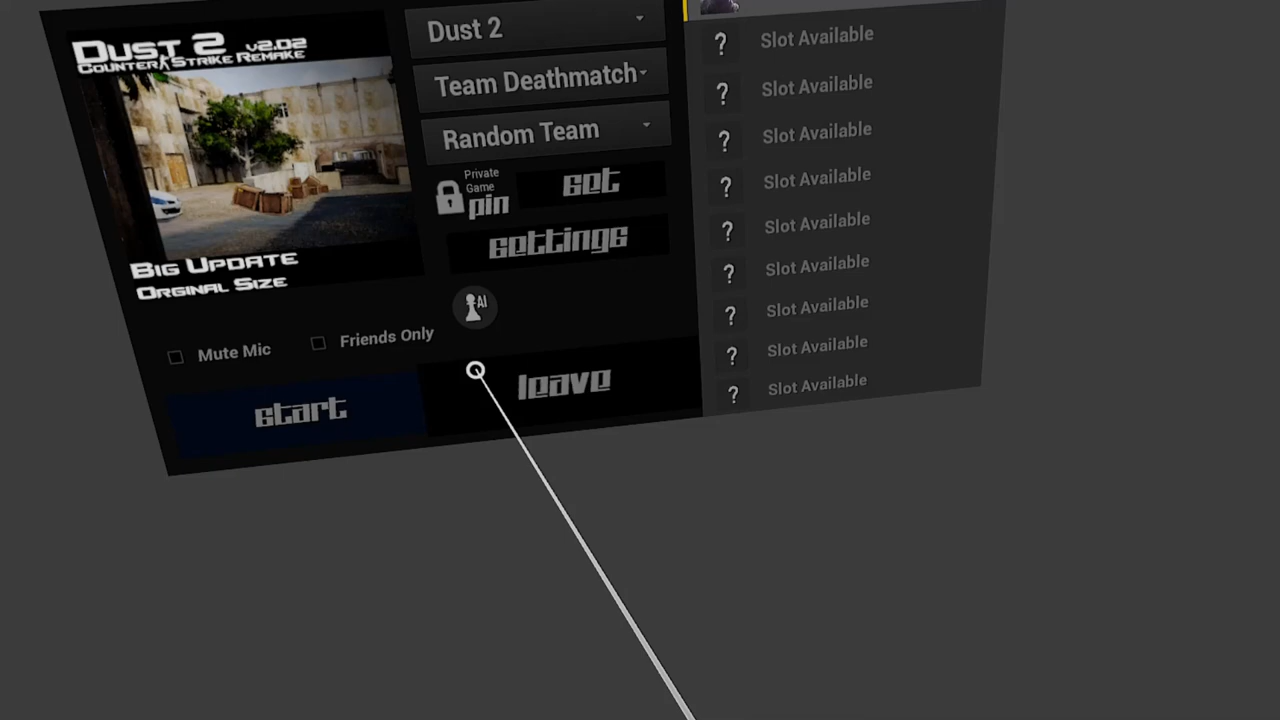 Dust 2 v2.02
Counter Strike Remake
Big Update
Orginal Size
Dust 2
Team Deathmatch
Random Team
Private
Game
pin
set
settings
AI
Mute Mic
Friends Only
start
leave
? Slot Available
? Slot Available
? Slot Available
? Slot Available
? Slot Available
? Slot Available
? Slot Available
? Slot Available
? Slot Available